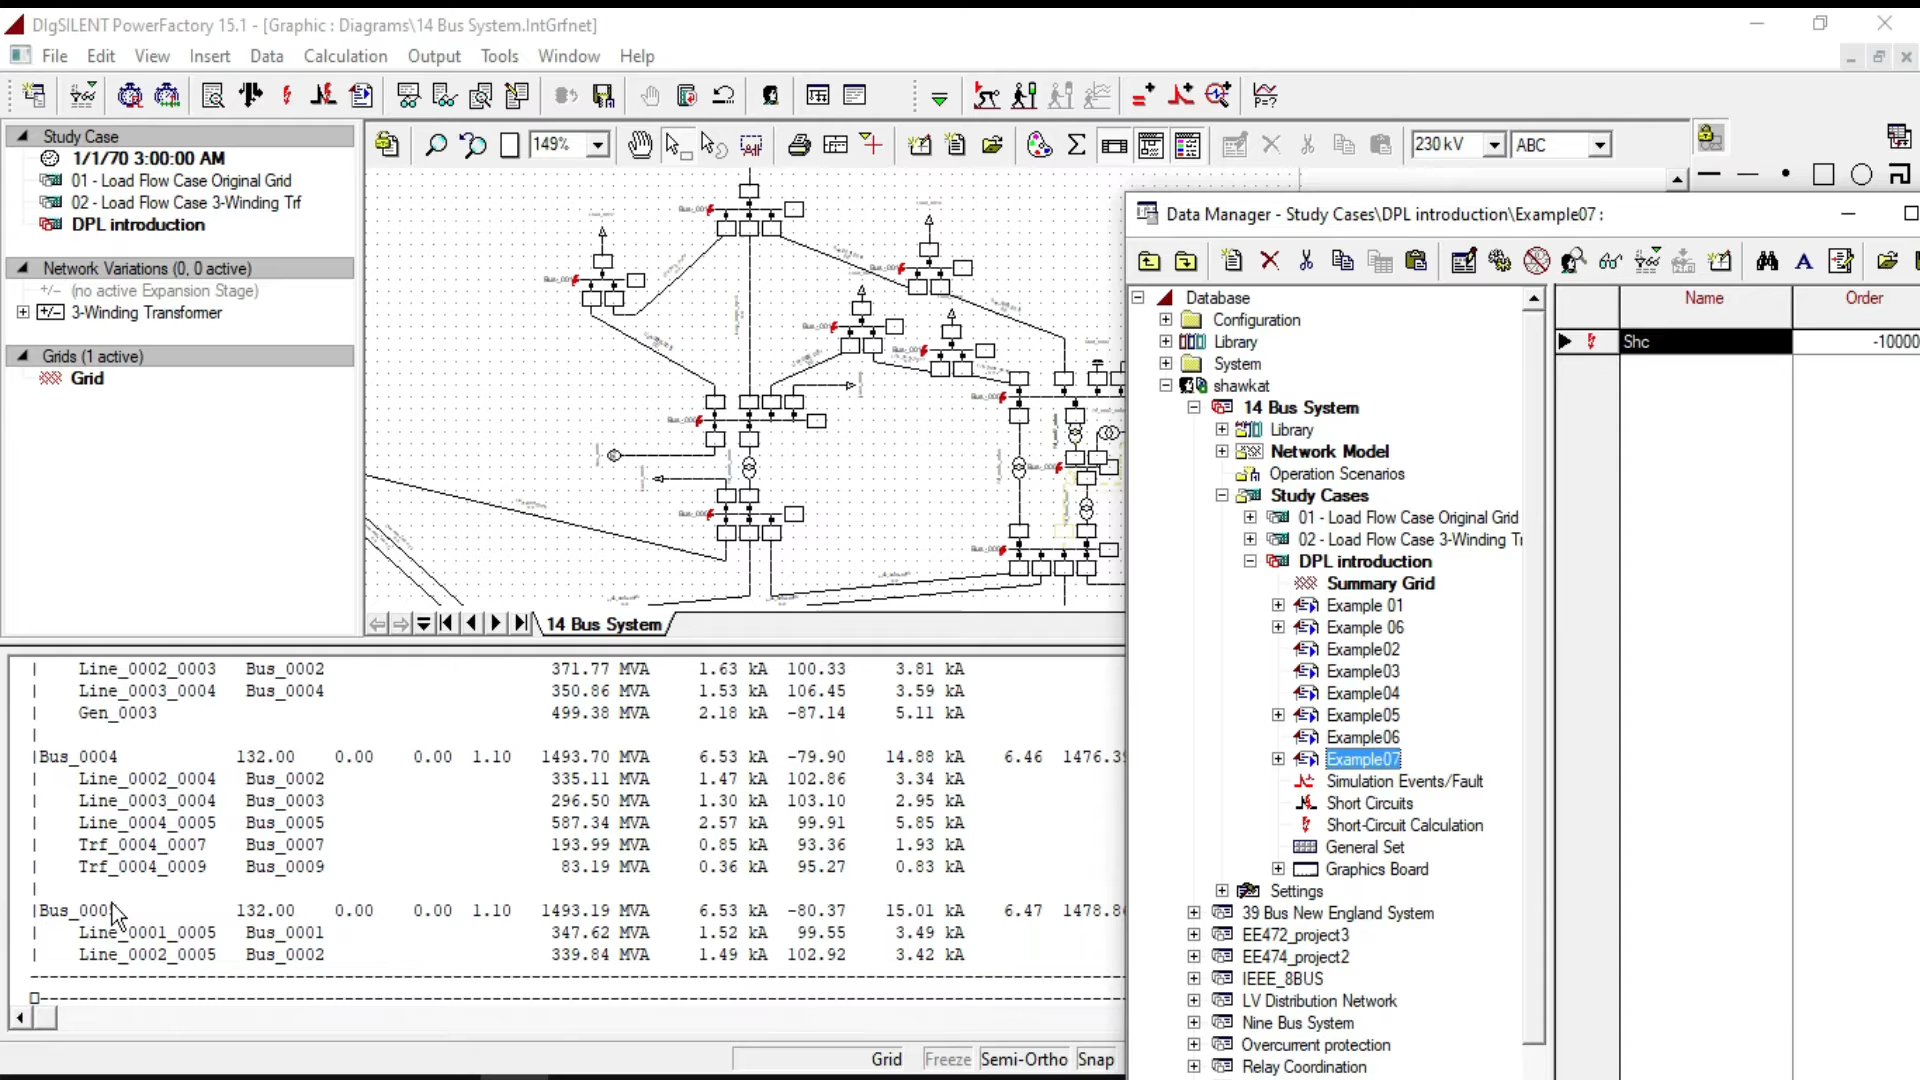 DIgSILENT PowerFactory 15.1 - [Graphic : Diagrams\14 Bus System.IntGrfnet]
File Edit View Insert Data Calculation Output Tools Window Help
149%
230 kV
ABC
Study Case
1/1/70 3:00:00 AM
01 - Load Flow Case Original Grid
02 - Load Flow Case 3-Winding Trf
DPL introduction
Network Variations (0, 0 active)
(no active Expansion Stage)
3-Winding Transformer
Grids (1 active)
Grid
14 Bus System
| Line_0002_0003 Bus_0002 371.77 MVA 1.63 kA 100.33 3.81 kA
| Line_0003_0004 Bus_0004 350.86 MVA 1.53 kA 106.45 3.59 kA
| Gen_0003 499.38 MVA 2.18 kA -87.14 5.11 kA
|
|Bus_0004 132.00 0.00 0.00 1.10 1493.70 MVA 6.53 kA -79.90 14.88 kA 6.46 1476.39
| Line_0002_0004 Bus_0002 335.11 MVA 1.47 kA 102.86 3.34 kA
| Line_0003_0004 Bus_0003 296.50 MVA 1.30 kA 103.10 2.95 kA
| Line_0004_0005 Bus_0005 587.34 MVA 2.57 kA 99.91 5.85 kA
| Trf_0004_0007 Bus_0007 193.99 MVA 0.85 kA 93.36 1.93 kA
| Trf_0004_0009 Bus_0009 83.19 MVA 0.36 kA 95.27 0.83 kA
|
|Bus_000 132.00 0.00 0.00 1.10 1493.19 MVA 6.53 kA -80.37 15.01 kA 6.47 1478.8
| Line_0001_0005 Bus_0001 347.62 MVA 1.52 kA 99.55 3.49 kA
| Line_0002_0005 Bus_0002 339.84 MVA 1.49 kA 102.92 3.42 kA
Grid Freeze Semi-Ortho Snap
Data Manager - Study Cases\DPL introduction\Example07 :
Database
Configuration
Library
System
shawkat
14 Bus System
Library
Network Model
Operation Scenarios
Study Cases
01 - Load Flow Case Original Grid
02 - Load Flow Case 3-Winding Tr
DPL introduction
Summary Grid
Example 01
Example 06
Example02
Example03
Example04
Example05
Example06
Example07
Simulation Events/Fault
Short Circuits
Short-Circuit Calculation
General Set
Graphics Board
Settings
39 Bus New England System
EE472_project3
EE474_project2
IEEE_8BUS
LV Distribution Network
Nine Bus System
Overcurrent protection
Relay Coordination
Name Order
Shc -10000